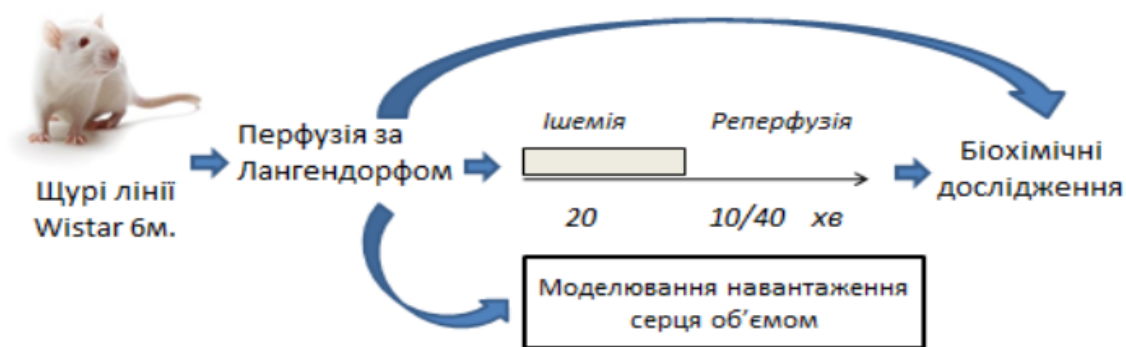 Щурі лінії
Wistar 6м.
Перфузія за
Лангендорфом
Ішемія Реперфузія
20 10/40 хв
Моделювання навантаження
серця об’ємом
Біохімічні
дослідження